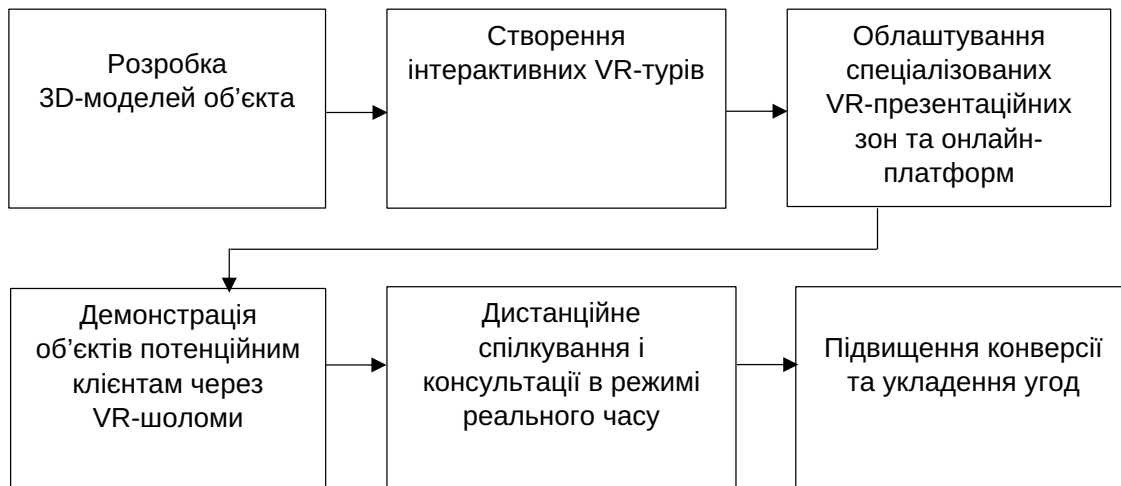 Розробка
3D-моделей об’єкта
Створення
інтерактивних VR-турів
Облаштування
спеціалізованих
VR-презентаційних
зон та онлайн-
платформ
Демонстрація
об’єктів потенційним
клієнтам через
VR-шоломи
Дистанційне
спілкування і
консультації в режимі
реального часу
Підвищення конверсії
та укладення угод